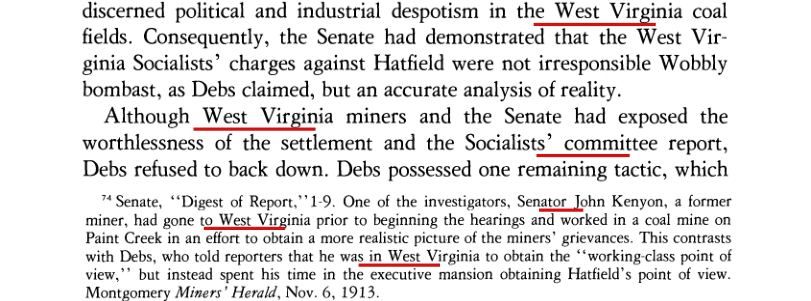 discerned political and industrial despotism in the West Virginia coal
fields. Consequently, the Senate had demonstrated that the West Vir-
ginia Socialists' charges against Hatfield were not irresponsible Wobbly
bombast, as Debs claimed, but an accurate analysis of reality.
Although West Virginia miners and the Senate had exposed the
worthlessness of the settlement and the Socialists' committee report,
Debs refused to back down. Debs possessed one remaining tactic, which
74 Senate, "Digest of Report," 1-9. One of the investigators, Senator John Kenyon, a former
miner, had gone to West Virginia prior to beginning the hearings and worked in a coal mine on
Paint Creek in an effort to obtain a more realistic picture of the miners' grievances. This contrasts
with Debs, who told reporters that he was in West Virginia to obtain the "working-class point of
view," but instead spent his time in the executive mansion obtaining Hatfield's point of view.
Montgomery Miners' Herald, Nov. 6, 1913.